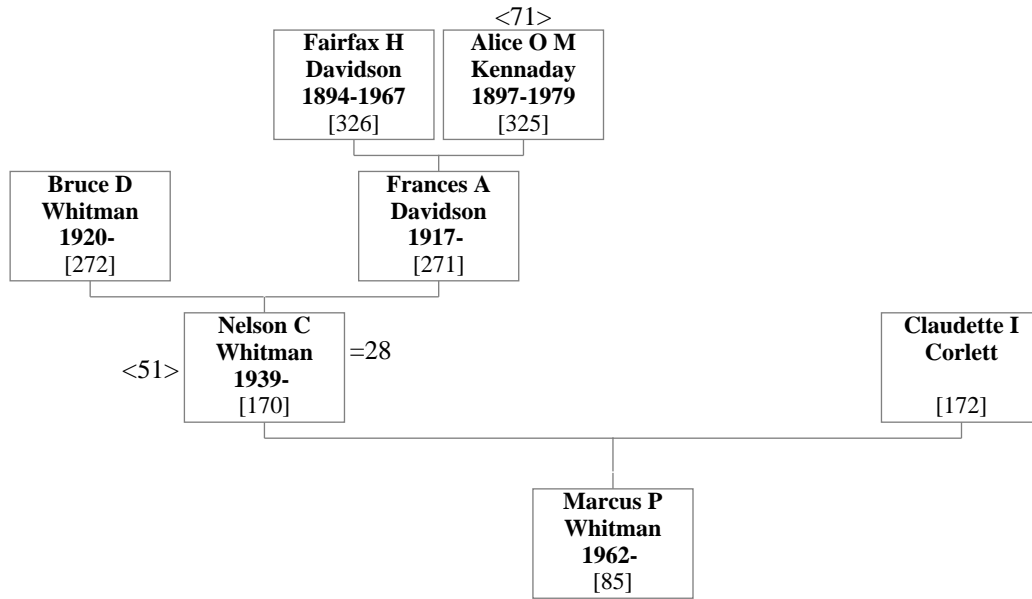 <71>
Fairfax H
Davidson
1894-1967
[326]
Alice O M
Kennaday
1897-1979
[325]
Bruce D
Whitman
1920-
[272]
Frances A
Davidson
1917-
[271]
<51>
Nelson C
Whitman
1939-
[170]
=28
Claudette I
Corlett
[172]
Marcus P
Whitman
1962-
[85]